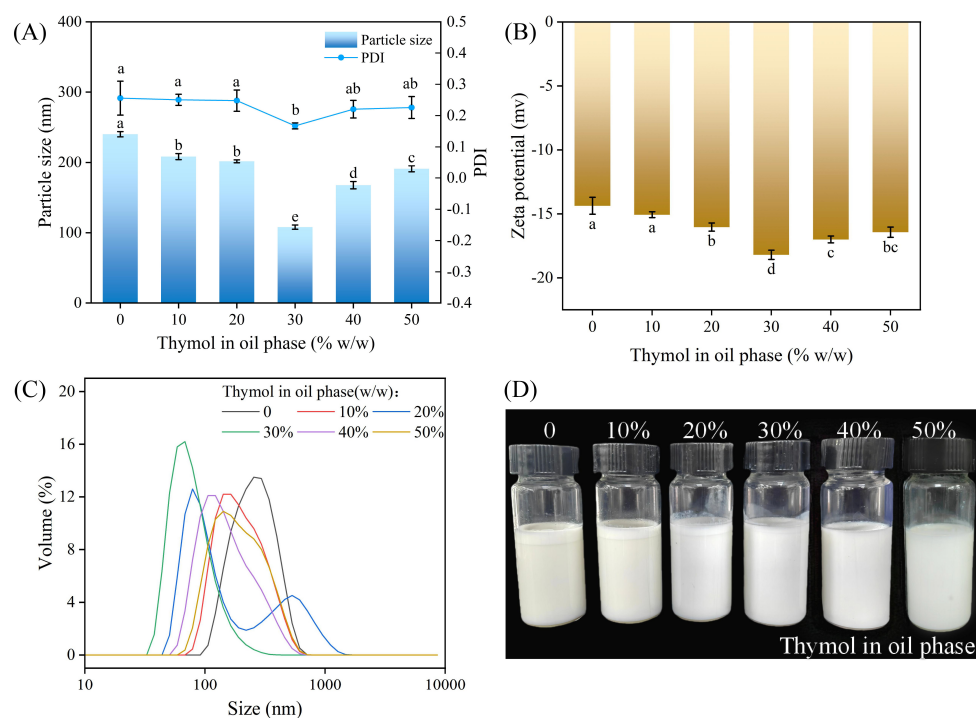 (A)
400
300
200
100
0
Particle size (nm)
0.5
0.4
0.3
0.2
0.1
0.0
-0.1
-0.2
-0.3
-0.4
PDI
Particle size
PDI
a a a b ab ab
a b b e d c
0 10 20 30 40 50
Thymol in oil phase (% w/w)
(B)
0
-5
-10
-15
-20
Zeta potential (mv)
a a b d c bc
0 10 20 30 40 50
Thymol in oil phase (% w/w)
(C)
20
16
12
8
4
0
Volume (%)
Thymol in oil phase(w/w):
0 10% 20%
30% 40% 50%
10 100 1000 10000
Size (nm)
(D)
0 10% 20% 30% 40% 50%
Thymol in oil phase